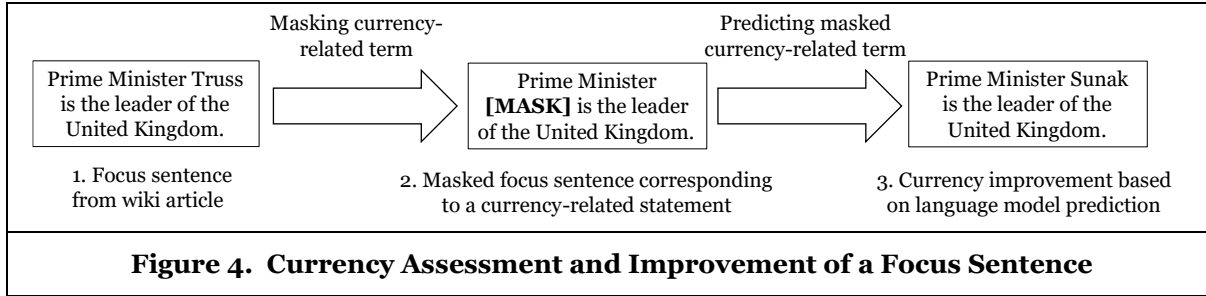 Masking currency-
related term
Predicting masked
currency-related term
Prime Minister Truss
is the leader of the
United Kingdom.
Prime Minister
[MASK] is the leader
of the United Kingdom.
Prime Minister Sunak
is the leader of the
United Kingdom.
1. Focus sentence
from wiki article
2. Masked focus sentence corresponding
to a currency-related statement
3. Currency improvement based
on language model prediction
Figure 4. Currency Assessment and Improvement of a Focus Sentence